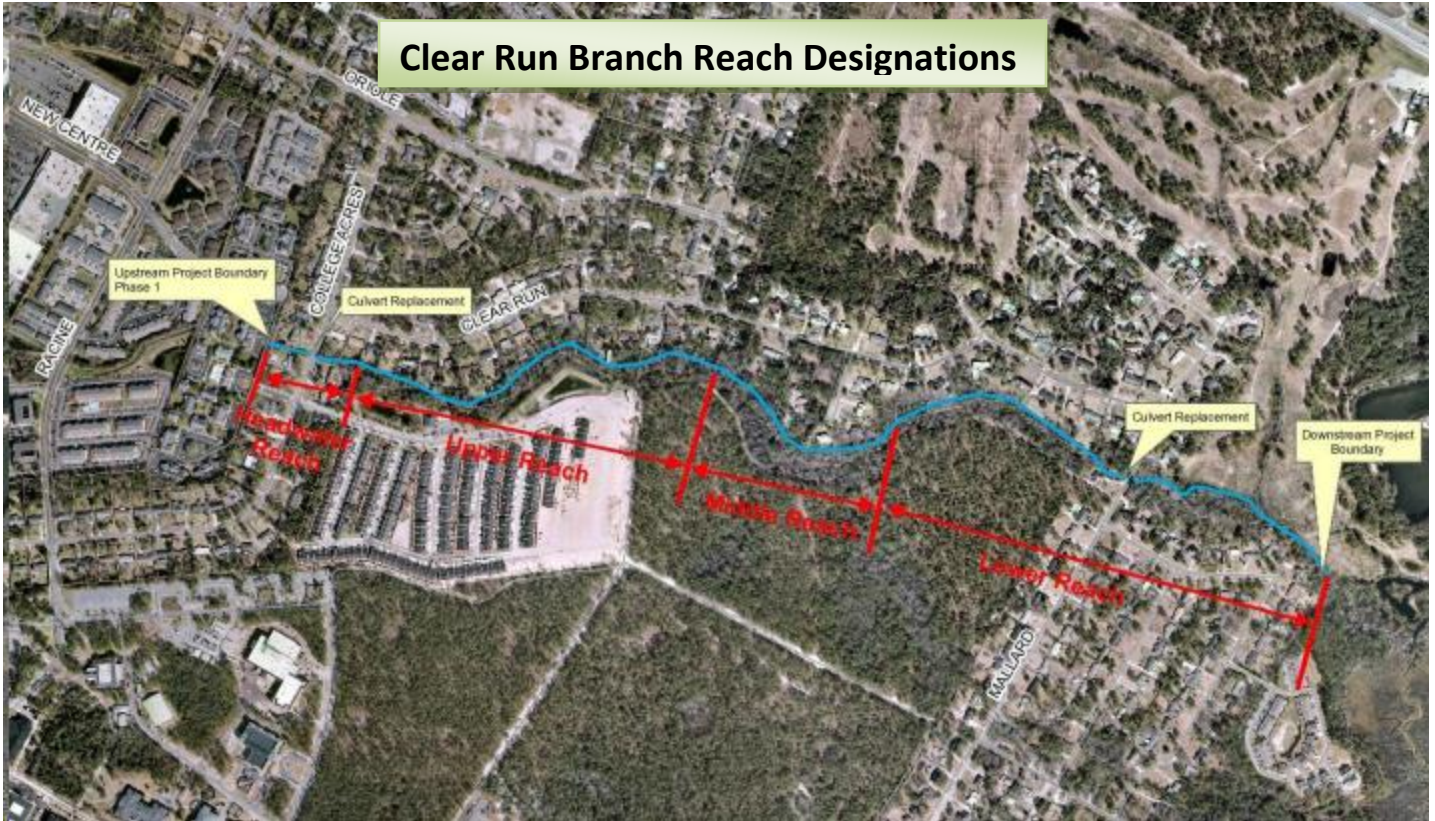 Clear Run Branch Reach Designations
ORIOLE
NEW CENTRE
COLLEGE ACRES
Upstream Project Boundary
Phase 1
Culvert Replacement
CLEAR RUN
RACINE
Headwater
Reach
Upper Reach
Middle Reach
Culvert Replacement
Downstream Project
Boundary
Lower Reach
MALLARD